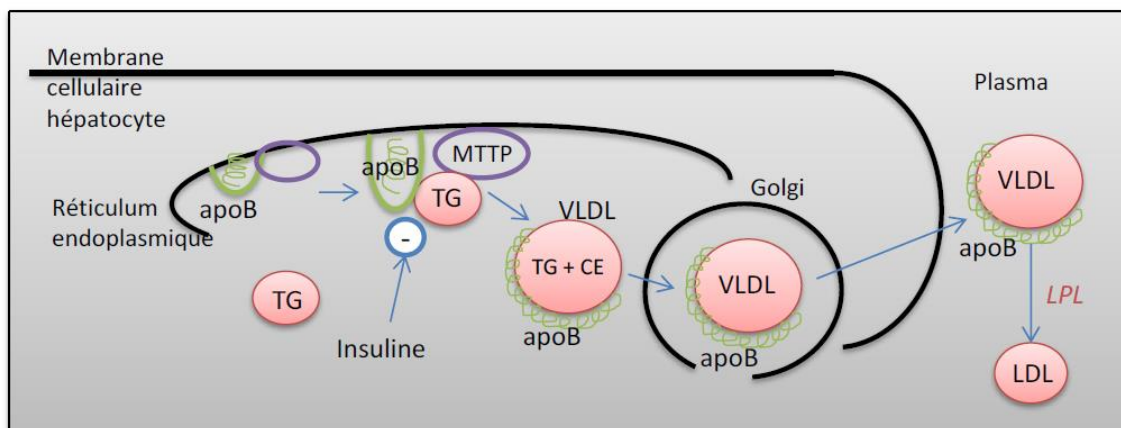 Membrane
cellulaire
hépatocyte
Plasma
apoB
MTTP
VLDL
TG
Golgi
Réticulum
endoplasmique
apoB
VLDL
apoB
-
TG + CE
VLDL
LPL
TG
Insuline
apoB
apoB
LDL